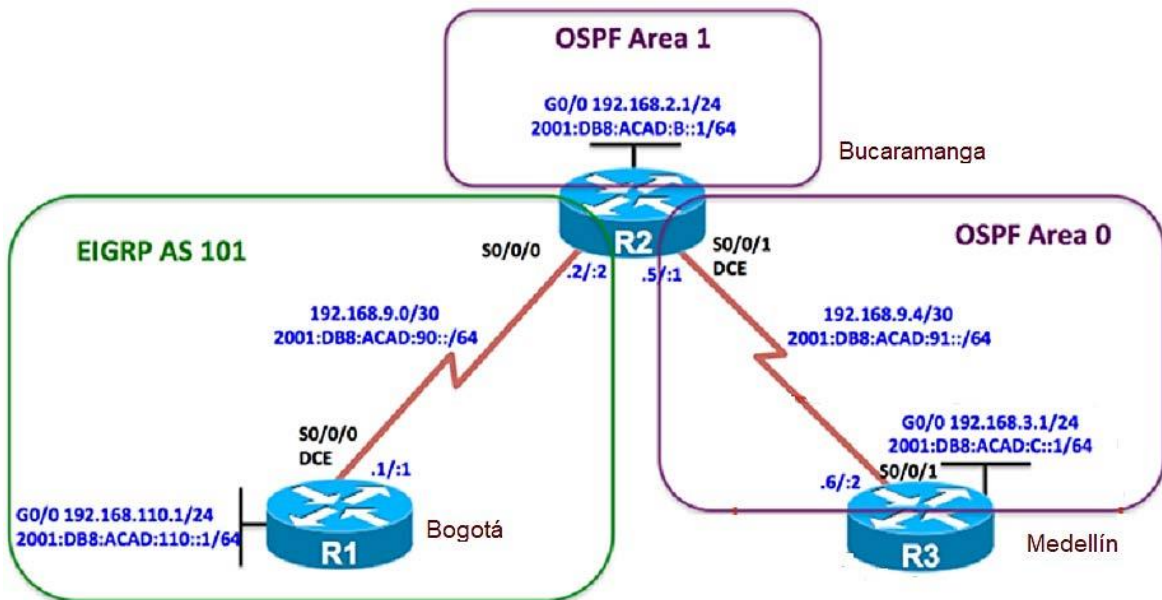 OSPF Area 1
G0/0 192.168.2.1/24
2001:DB8:ACAD:B::1/64
Bucaramanga
EIGRP AS 101
S0/0/0
R2
S0/0/1
DCE
OSPF Area 0
.2/:2
.5/:1
192.168.9.0/30
2001:DB8:ACAD:90::/64
192.168.9.4/30
2001:DB8:ACAD:91::/64
S0/0/0
DCE
.1/:1
G0/0 192.168.3.1/24
2001:DB8:ACAD:C::1/64
.6/:2
S0/0/1
G0/0 192.168.110.1/24
2001:DB8:ACAD:110::1/64
R1
Bogotá
R3
Medellín